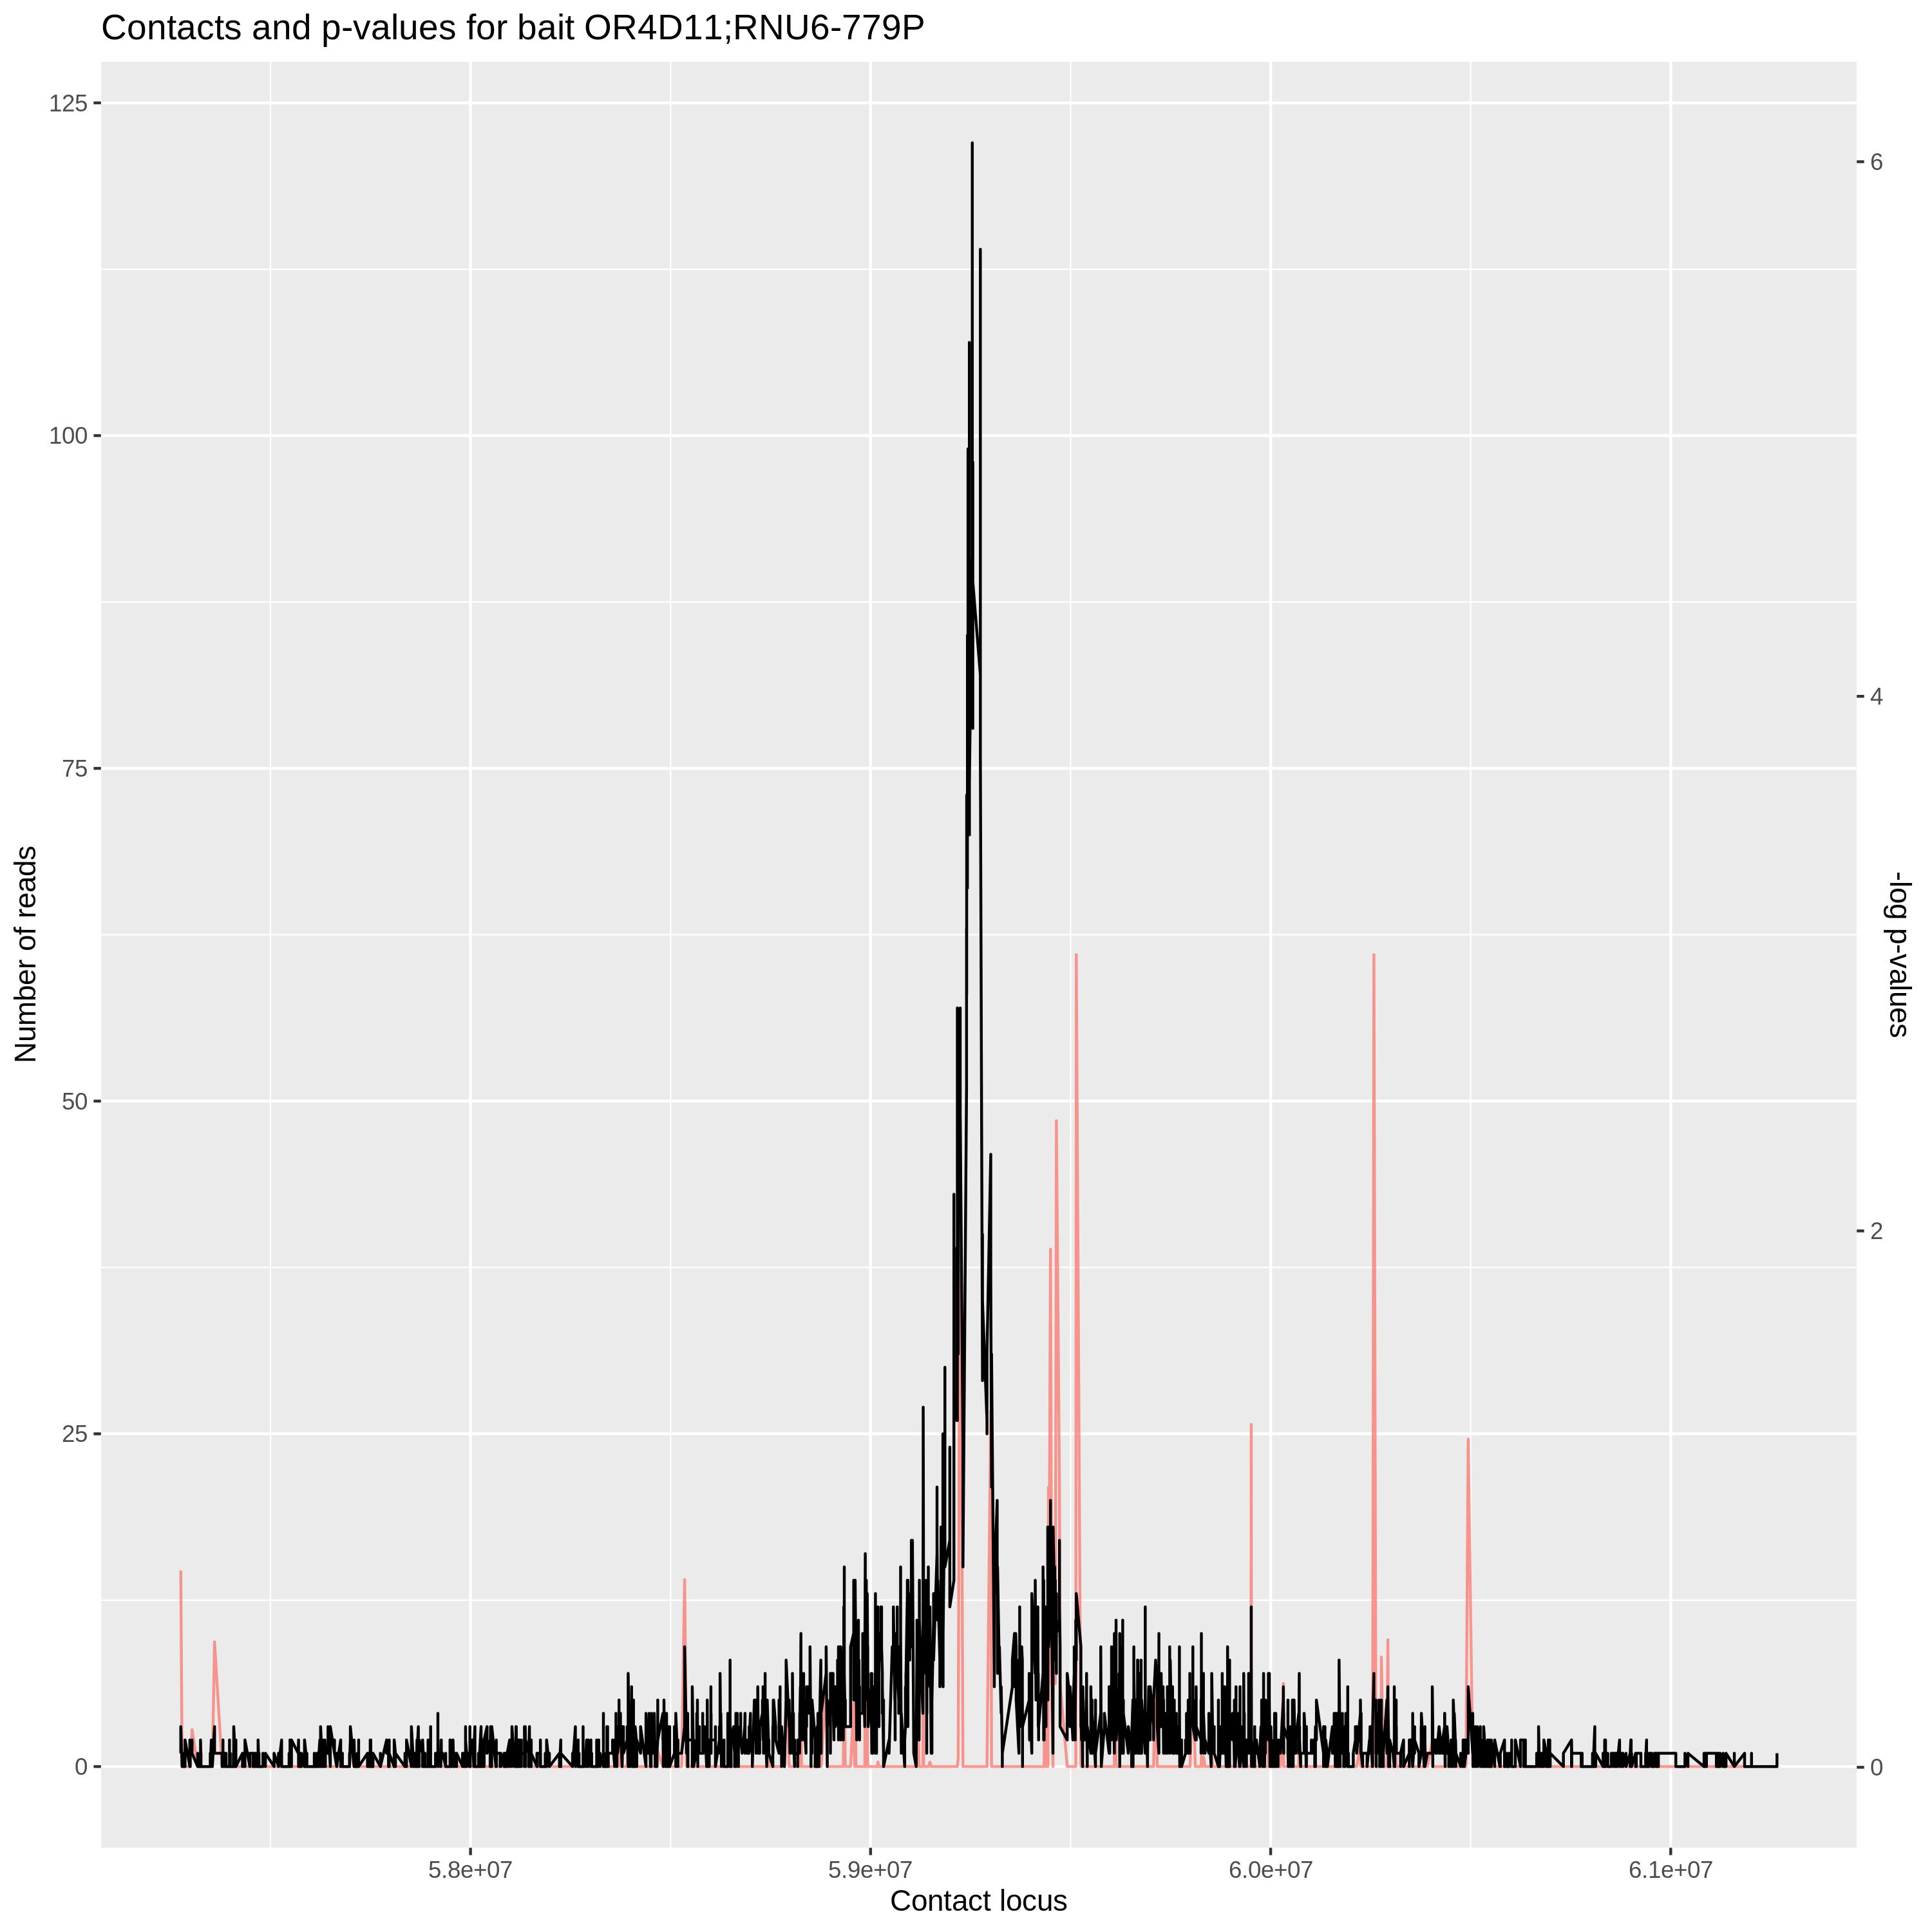 Contacts and p-values for bait OR4D11;RNU6-779P
125
100
75
50
25
0
Number of reads
6
4
2
0
-log p-values
5.8e+07
5.9e+07
6.0e+07
6.1e+07
Contact locus